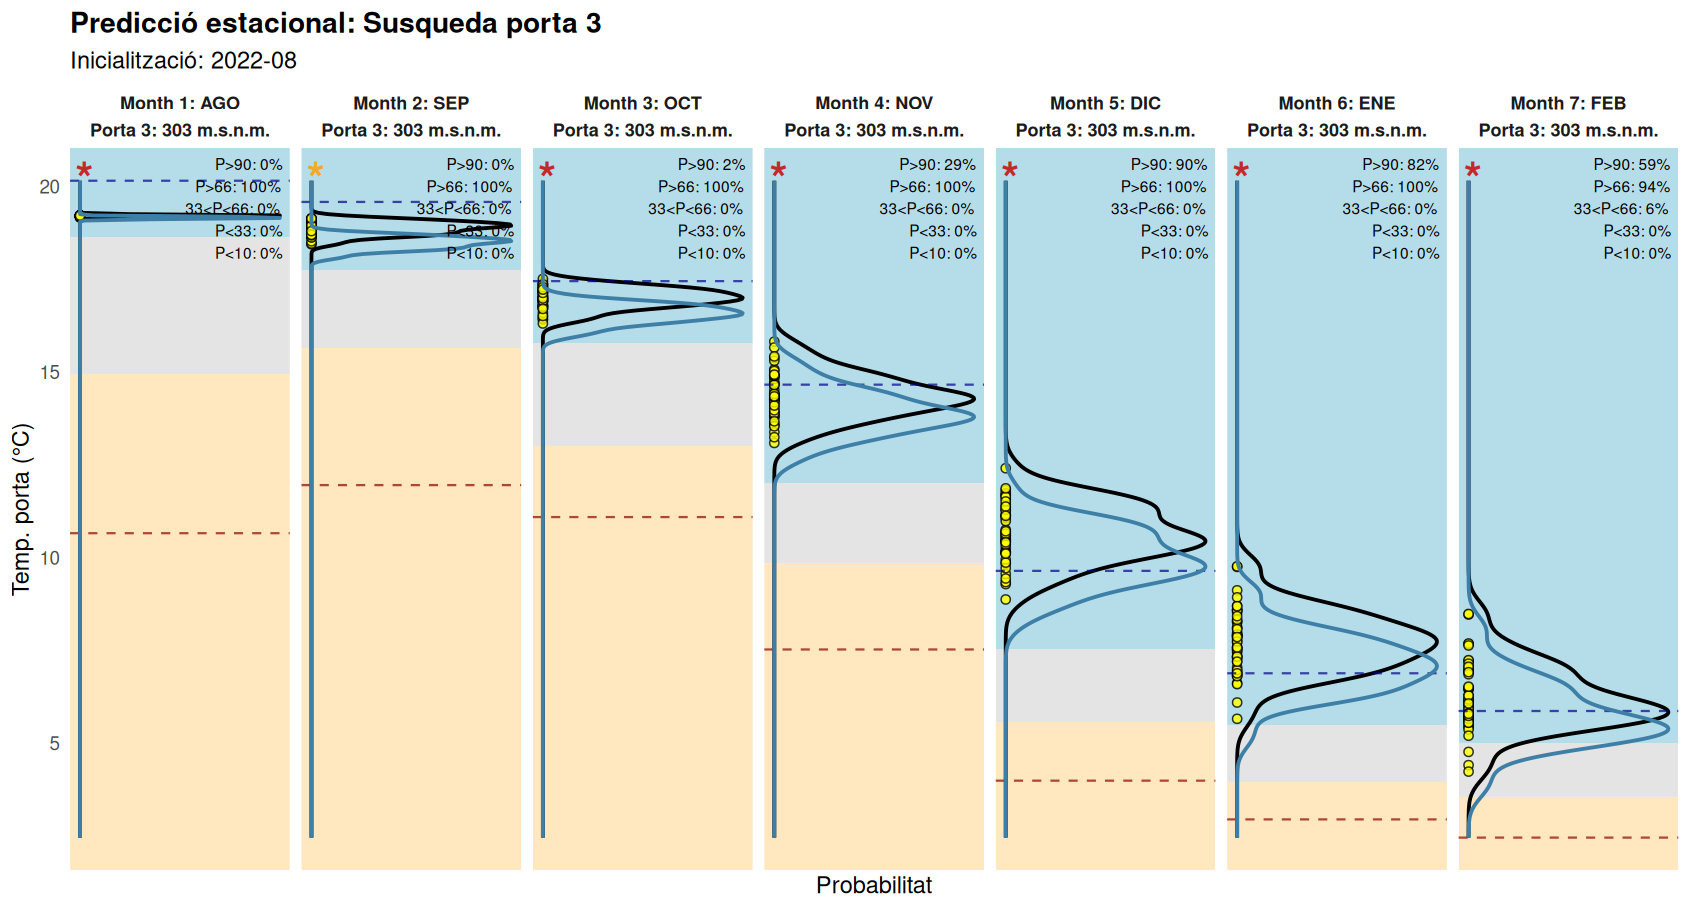 Predicció estacional: Susqueda porta 3
Inicialització: 2022-08
Month 1: AGO
Porta 3: 303 m.s.n.m.
Month 2: SEP
Porta 3: 303 m.s.n.m.
Month 3: OCT
Porta 3: 303 m.s.n.m.
Month 4: NOV
Porta 3: 303 m.s.n.m.
Month 5: DIC
Porta 3: 303 m.s.n.m.
Month 6: ENE
Porta 3: 303 m.s.n.m.
Month 7: FEB
Porta 3: 303 m.s.n.m.
Temp. porta (°C)
20
15
10
5
*
P>90: 0%
P>66: 100%
33<P<66: 0%
P<33: 0%
P<10: 0%
*
P>90: 0%
P>66: 100%
33<P<66: 0%
P<33: 0%
P<10: 0%
*
P>90: 2%
P>66: 100%
33<P<66: 0%
P<33: 0%
P<10: 0%
*
P>90: 29%
P>66: 100%
33<P<66: 0%
P<33: 0%
P<10: 0%
*
P>90: 90%
P>66: 100%
33<P<66: 0%
P<33: 0%
P<10: 0%
*
P>90: 82%
P>66: 100%
33<P<66: 0%
P<33: 0%
P<10: 0%
*
P>90: 59%
P>66: 94%
33<P<66: 6%
P<33: 0%
P<10: 0%
Probabilitat